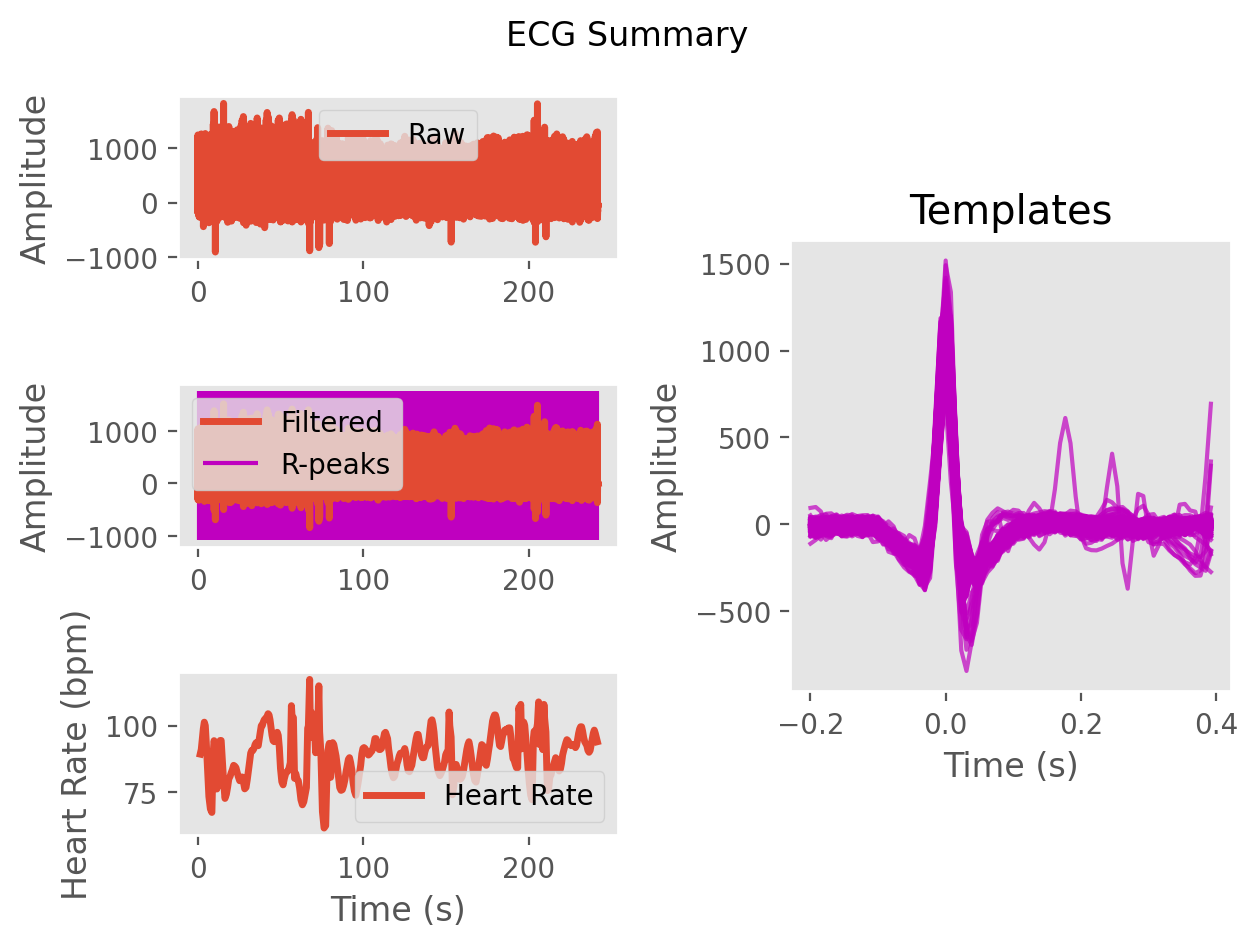 ECG Summary
Amplitude
1000
0
−1000
Raw
0
100
200
Amplitude
1000
0
−1000
Filtered
R-peaks
0
100
200
Heart Rate (bpm)
100
75
Heart Rate
0
100
200
Time (s)
Templates
Amplitude
1500
1000
500
0
−500
−0.2
0.0
0.2
0.4
Time (s)